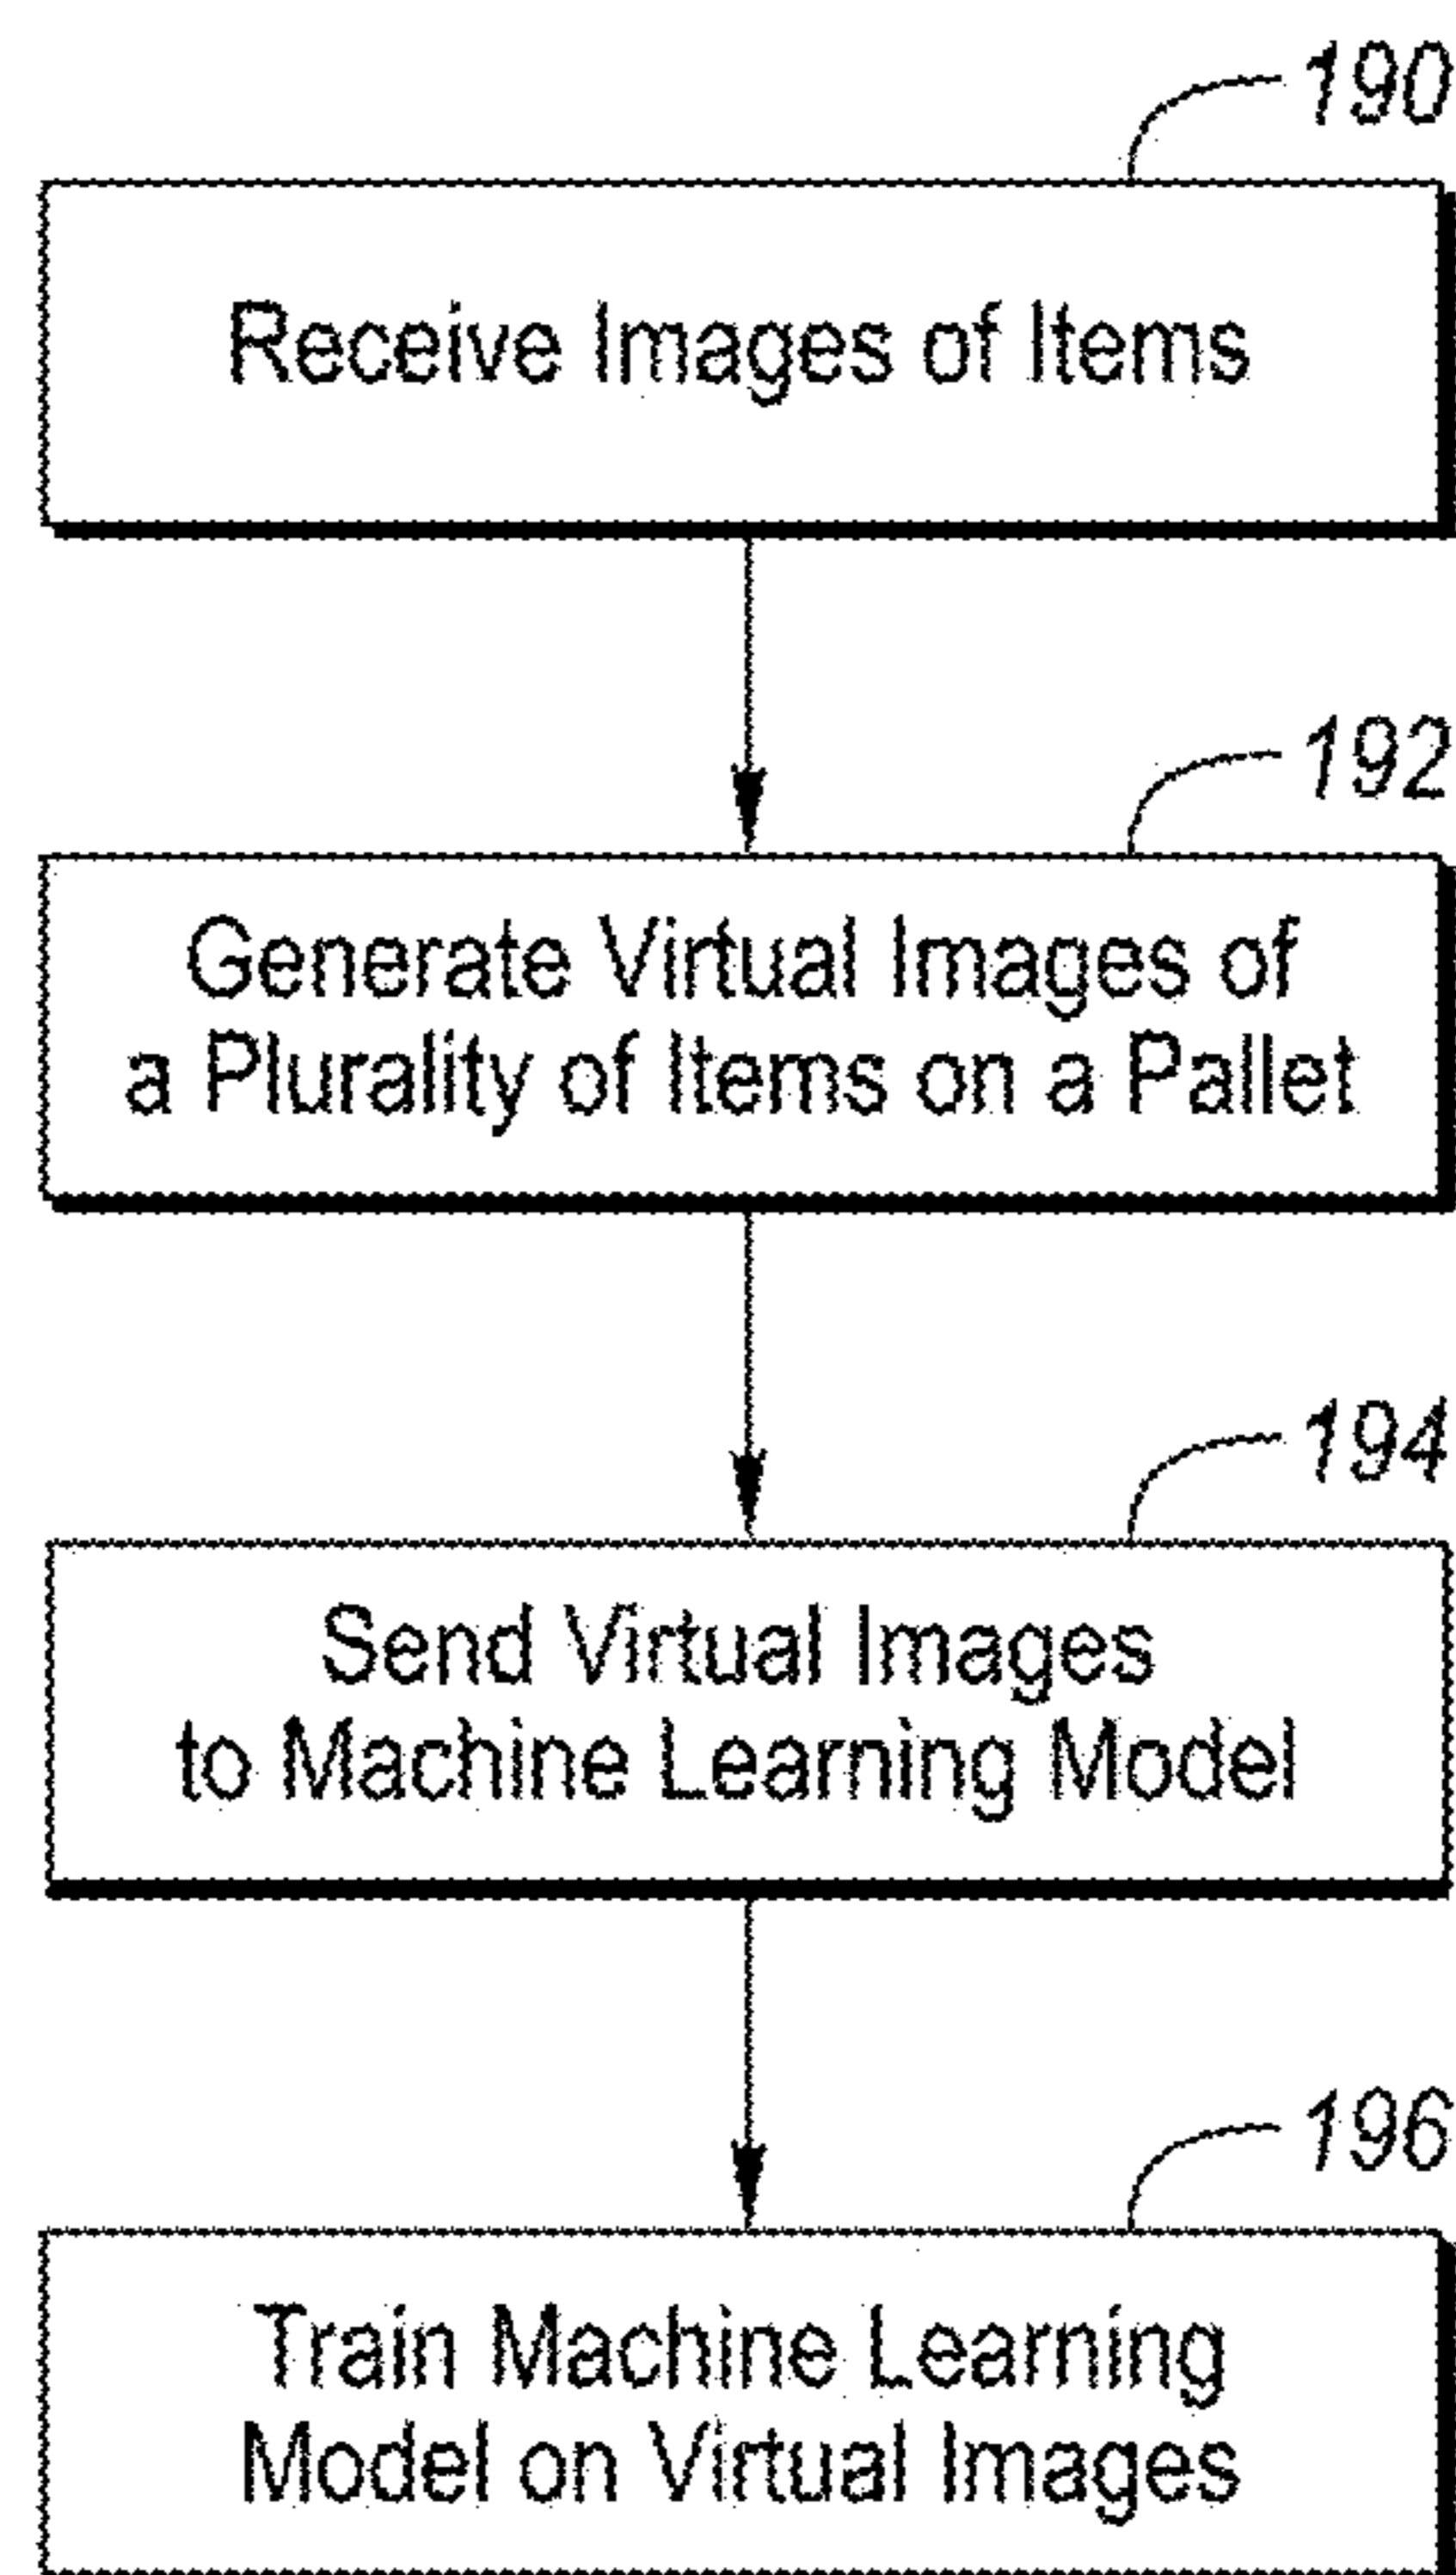 190
Receive Images of Items
192
Generate Virtual Images of
a Plurality of Items on a Pallet
194
Send Virtual Images
to Machine Learning Model
196
Train Machine Learning
Model on Virtual Images